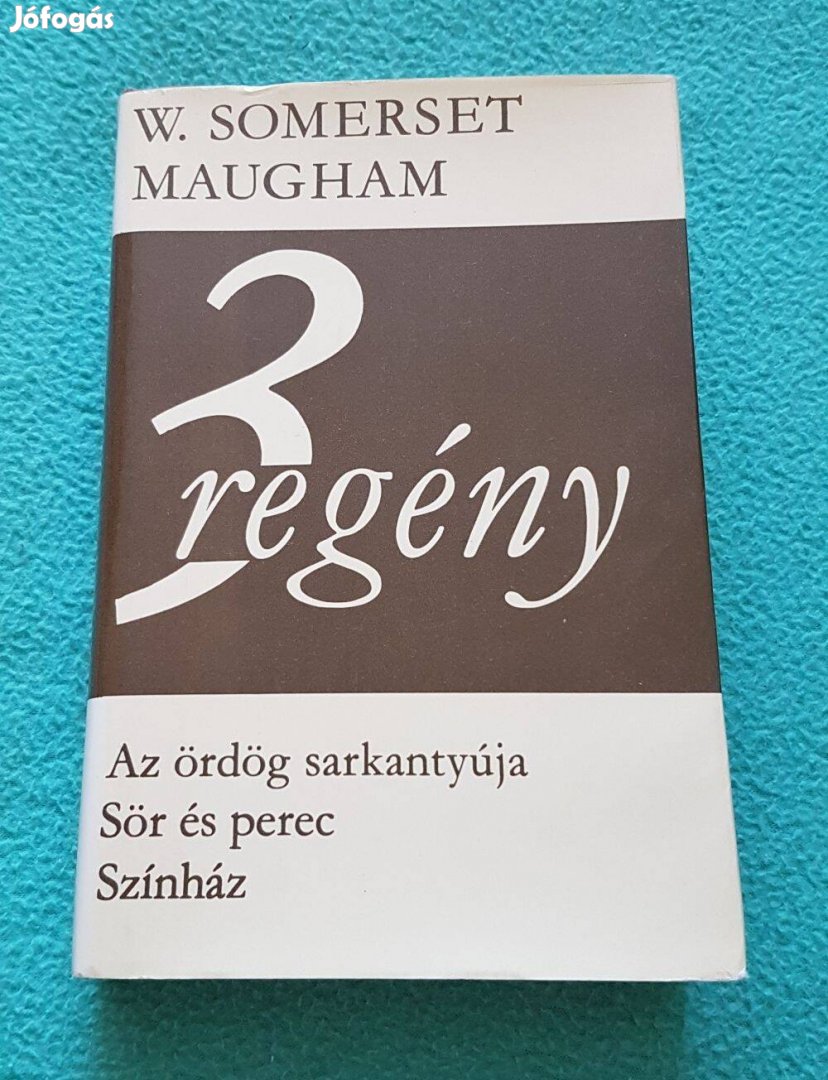 Jófogás
W. SOMERSET
MAUGHAM
3
regény
Az ördög sarkantyúja
Sör és perec
Színház